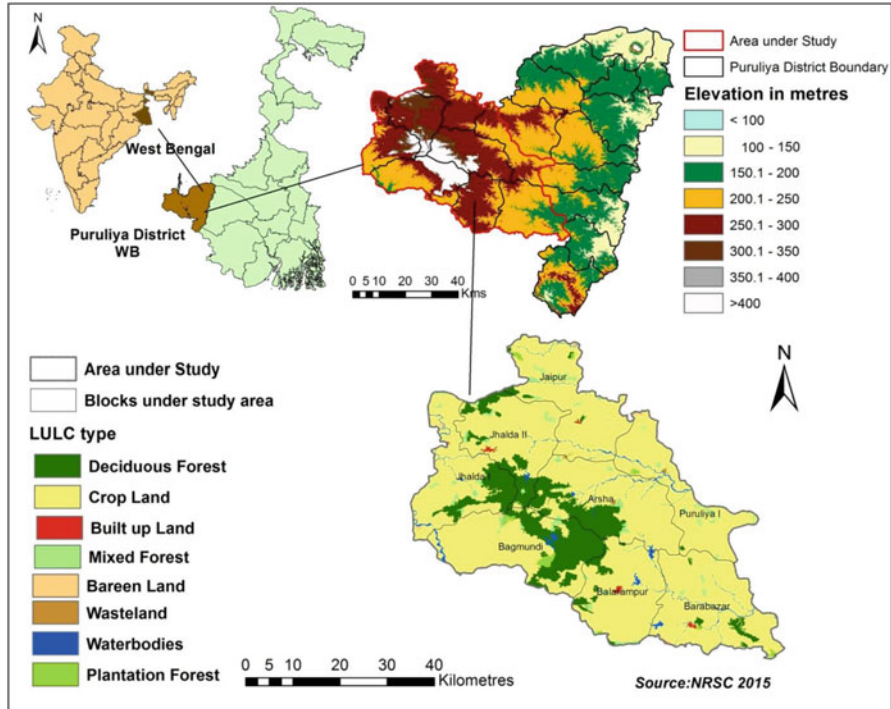 N
West Bengal
Puruliya District
WB
0 5 10 20 30 40
Kms
Area under Study
Puruliya District Boundary
Elevation in metres
< 100
100 - 150
150.1 - 200
200.1 - 250
250.1 - 300
300.1 - 350
350.1 - 400
>400
Area under Study
Blocks under study area
LULC type
Deciduous Forest
Crop Land
Built up Land
Mixed Forest
Bareen Land
Wasteland
Waterbodies
Plantation Forest
N
Jaipur
Jhalda II
Jhalda I
Arsha
Puruliya I
Bagmundi
Balarampur
Barabazar
0 5 10 20 30 40
Kilometres
Source:NRSC 2015